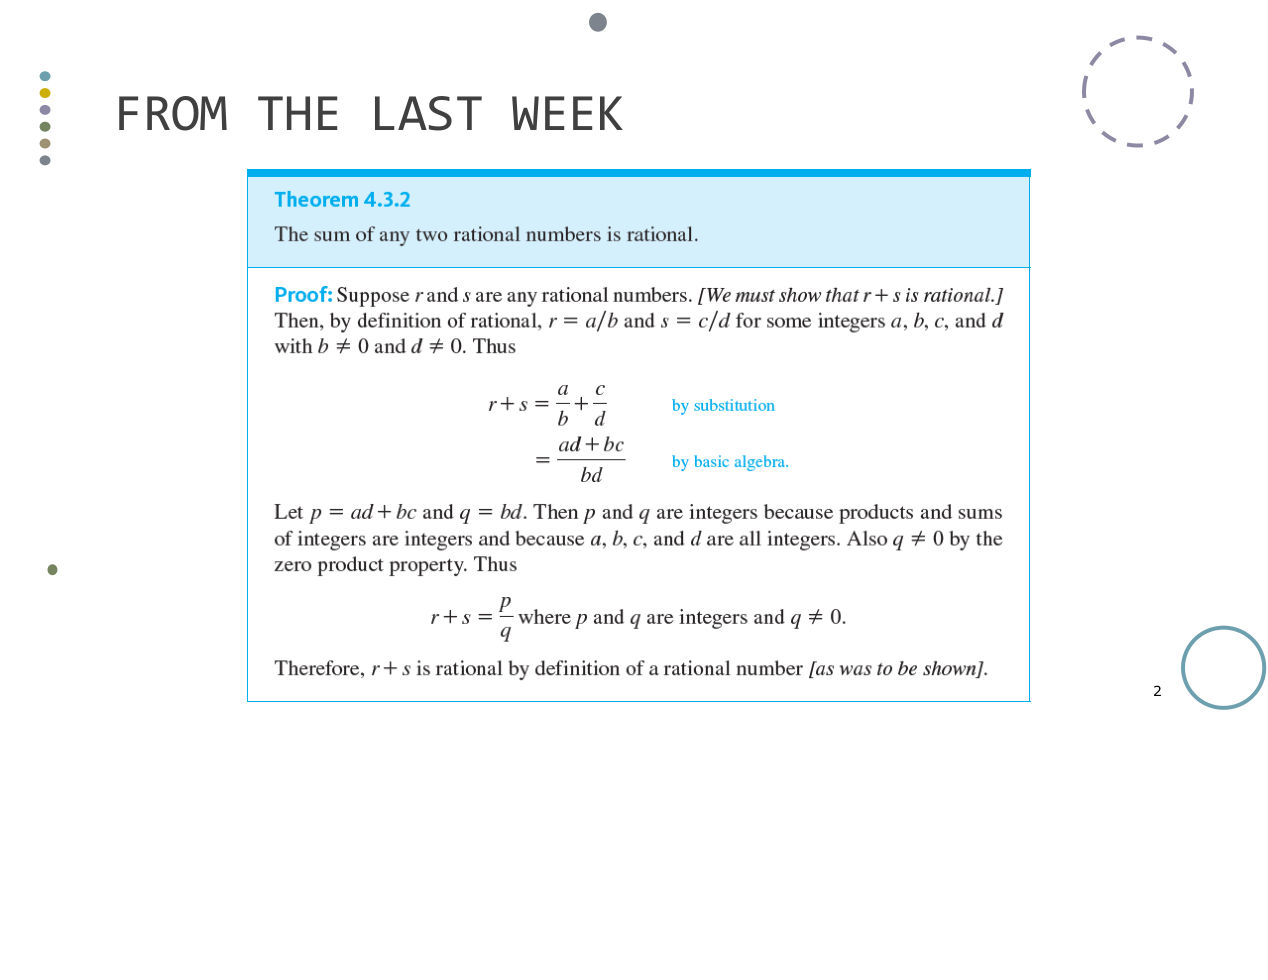 FROM THE LAST WEEK
Theorem 4.3.2
The sum of any two rational numbers is rational.
Proof: Suppose r and s are any rational numbers. [We must show that r + s is rational.]
Then, by definition of rational, r = a/b and s = c/d for some integers a, b, c, and d
with b ≠ 0 and d ≠ 0. Thus
r + s = a/b + c/d by substitution
= (ad + bc)/bd by basic algebra.
Let p = ad + bc and q = bd. Then p and q are integers because products and sums
of integers are integers and because a, b, c, and d are all integers. Also q ≠ 0 by the
zero product property. Thus
r + s = p/q where p and q are integers and q ≠ 0.
Therefore, r + s is rational by definition of a rational number [as was to be shown].
2